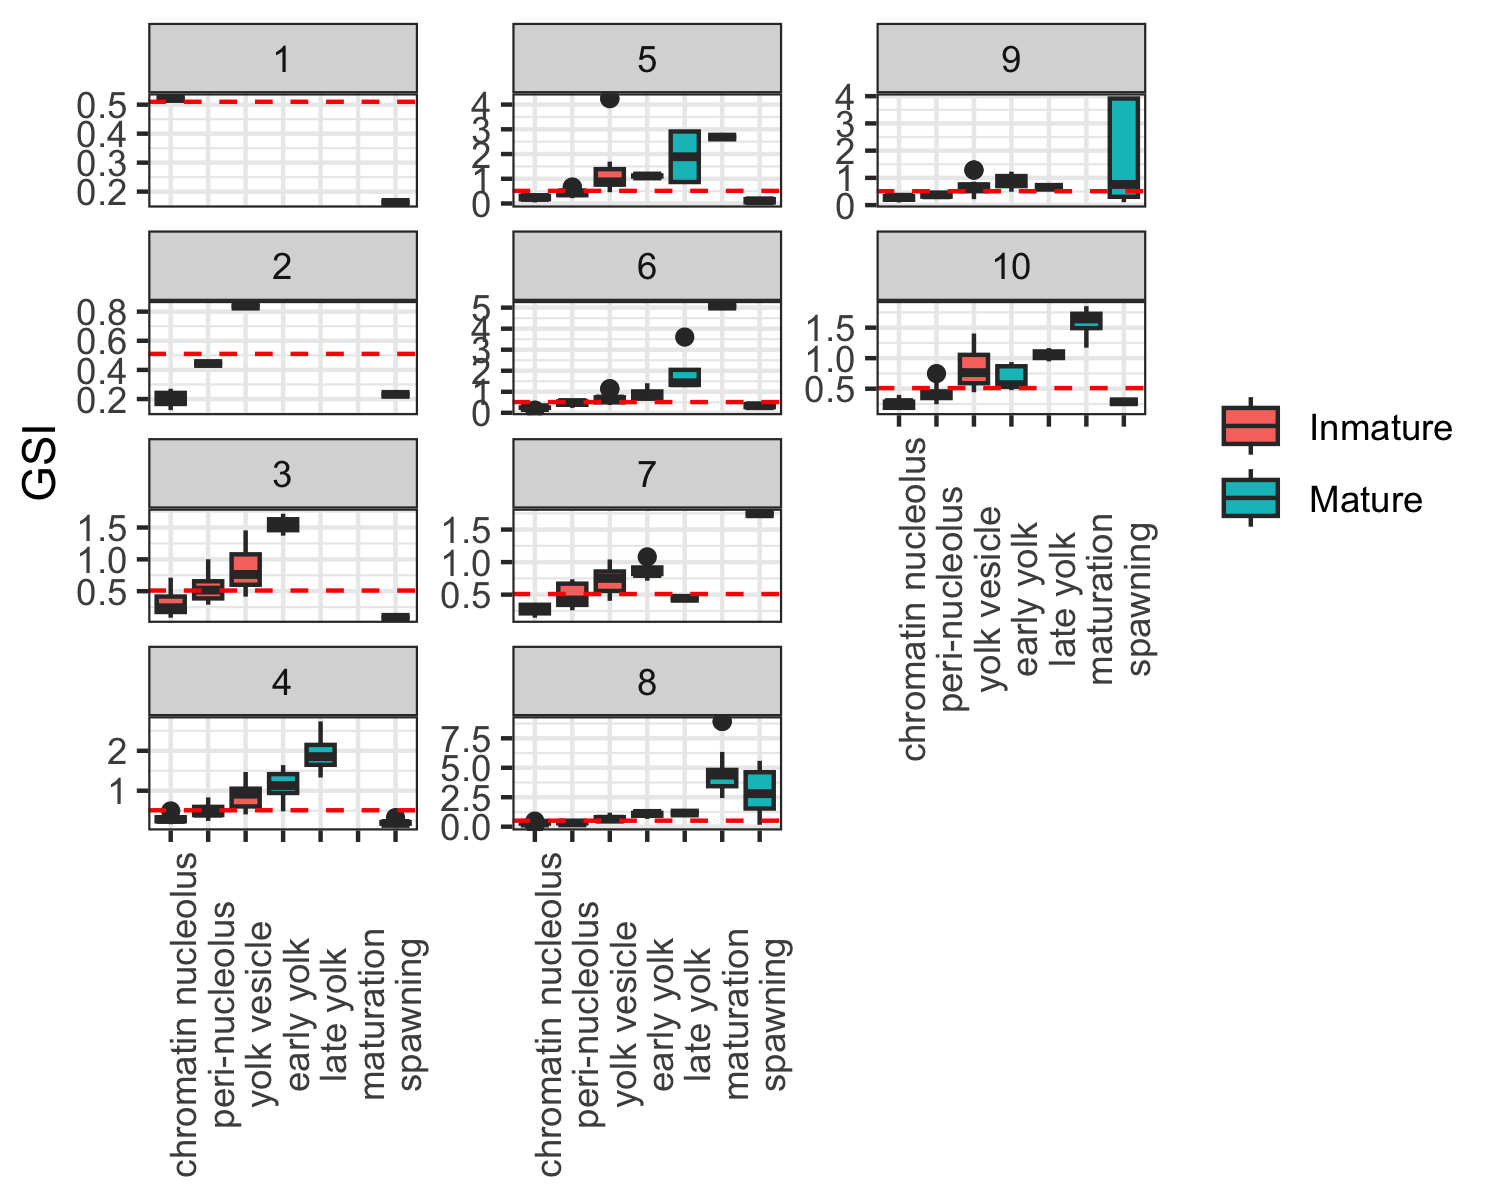 GSI
1
0.5
0.4
0.3
0.2
2
0.8
0.6
0.4
0.2
3
1.5
1.0
0.5
4
2
1
chromatin nucleolus
peri-nucleolus
yolk vesicle
early yolk
late yolk
maturation
spawning
5
4
3
2
1
0
6
5
4
3
2
1
0
7
1.5
1.0
0.5
8
7.5
5.0
2.5
0.0
chromatin nucleolus
peri-nucleolus
yolk vesicle
early yolk
late yolk
maturation
spawning
9
4
3
2
1
0
10
1.5
1.0
0.5
chromatin nucleolus
peri-nucleolus
yolk vesicle
early yolk
late yolk
maturation
spawning
Inmature
Mature